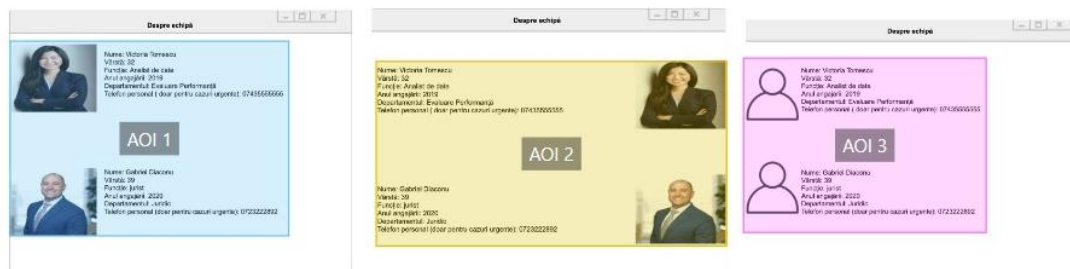 Despre echipă
Nume: Victoria Tomescu
Vârstă: 32
Funcție: Analist de data
Anul angajării: 2019
Departamentul: Evaluare Performanță
Telefon personal ( doar pentru cazuri urgente): 07435555555
AOI 1
Nume: Gabriel Diaconu
Vârstă: 39
Funcție: jurist
Anul angajării: 2020
Departamentul: Juridic
Telefon personal (doar pentru cazuri urgente): 0723222892
Despre echipă
Nume: Victoria Tomescu
Vârstă: 32
Funcție: Analist de data
Anul angajării: 2019
Departamentul: Evaluare Performanță
Telefon personal ( doar pentru cazuri urgente): 07435555555
AOI 2
Nume: Gabriel Diaconu
Vârstă: 39
Funcție: jurist
Anul angajării: 2020
Departamentul: Juridic
Telefon personal (doar pentru cazuri urgente): 0723222892
Despre echipă
Nume: Victoria Tomescu
Vârstă: 32
Funcție: Analist de data
Anul angajării: 2019
Departamentul: Evaluare Performanță
Telefon personal ( doar pentru cazuri urgente): 07435555555
AOI 3
Nume: Gabriel Diaconu
Vârstă: 39
Funcție: jurist
Anul angajării: 2020
Departamentul: Juridic
Telefon personal (doar pentru cazuri urgente): 0723222892